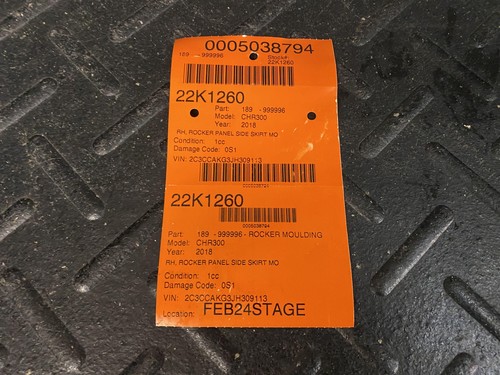 0005038794
189 - 999996
Stock#
22K1260
22K1260
Part: 189 -999996
Model: CHR300
Year: 2018
RH, ROCKER PANEL SIDE SKIRT MO
Condition: 1cc
Damage Code: 0S1
VIN: 2C3CCAKG3JH309113
0005038794
22K1260
0005038794
Part: 189 -999996 - ROCKER MOULDING
Model: CHR300
Year: 2018
RH, ROCKER PANEL SIDE SKIRT MO
Condition: 1cc
Damage Code: 0S1
VIN: 2C3CCAKG3JH309113
Location: FEB24STAGE